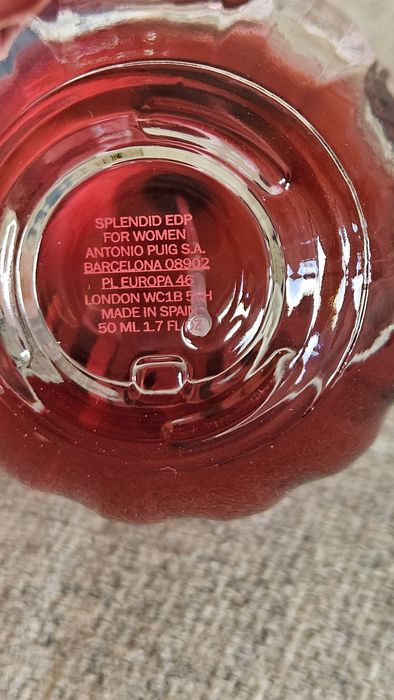 SPLENDID EDP
FOR WOMEN
ANTONIO PUIG S.A.
BARCELONA 08902
PL EUROPA 46
LONDON WC1B
MADE IN SPAIN
50 ML 1.7 FL OZ